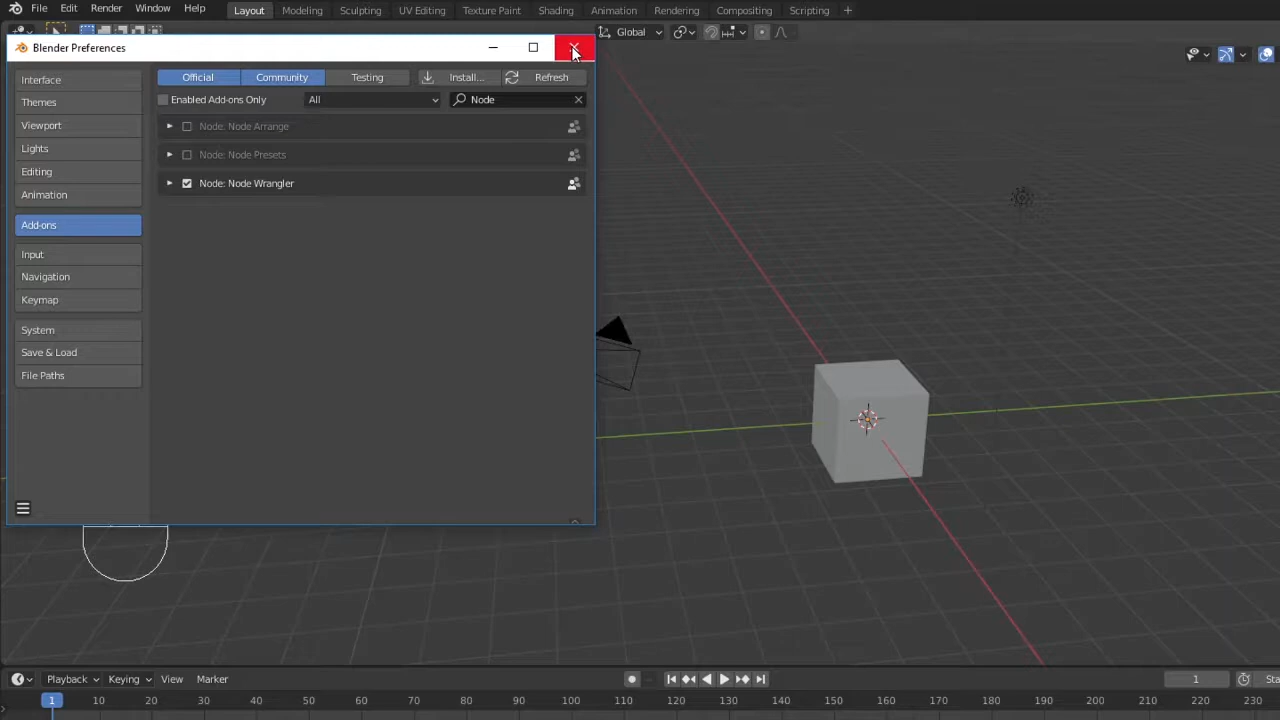 File Edit Render Window Help Layout Modeling Sculpting UV Editing Texture Paint Shading Animation Rendering Compositing Scripting +
Global
Blender Preferences
Interface
Themes
Viewport
Lights
Editing
Animation
Add-ons
Input
Navigation
Keymap
System
Save & Load
File Paths
Official Community Testing Install... Refresh
Enabled Add-ons Only All Node
Node: Node Arrange
Node: Node Presets
Node: Node Wrangler
Playback Keying View Marker 1 Sta
1 10 20 30 40 50 60 70 80 90 100 110 120 130 140 150 160 170 180 190 200 210 220 230